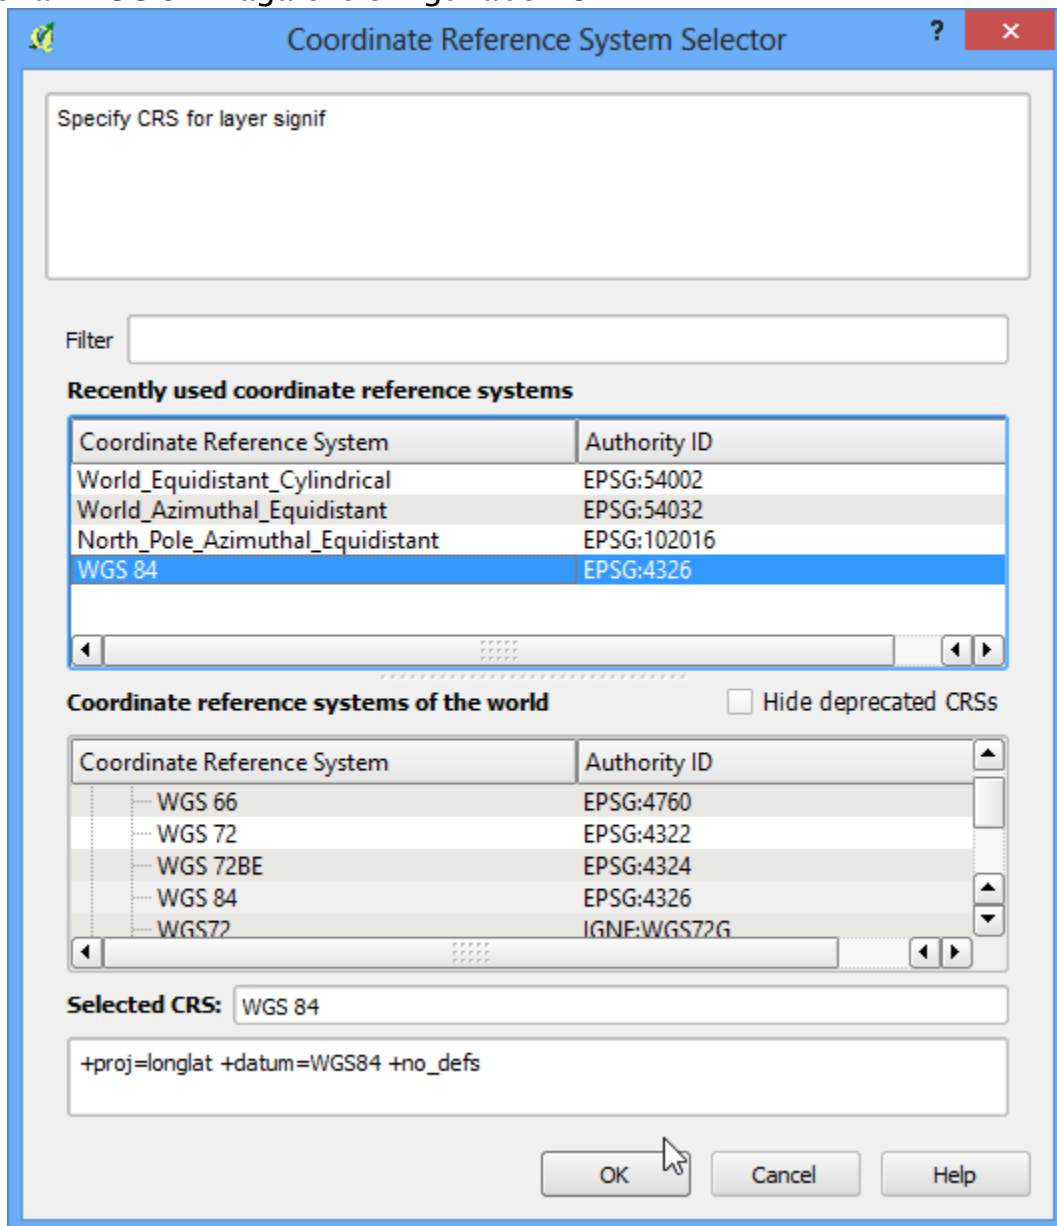 Coordinate Reference System Selector ? ×
Specify CRS for layer signif
Filter
Recently used coordinate reference systems
Coordinate Reference System Authority ID
World_Equidistant_Cylindrical EPSG:54002
World_Azimuthal_Equidistant EPSG:54032
North_Pole_Azimuthal_Equidistant EPSG:102016
WGS 84 EPSG:4326
Coordinate reference systems of the world Hide deprecated CRSs
Coordinate Reference System Authority ID
WGS 66 EPSG:4760
WGS 72 EPSG:4322
WGS 72BE EPSG:4324
WGS 84 EPSG:4326
WGS72 IGNF:WGS72G
Selected CRS: WGS 84
+proj=longlat +datum=WGS84 +no_defs
OK Cancel Help